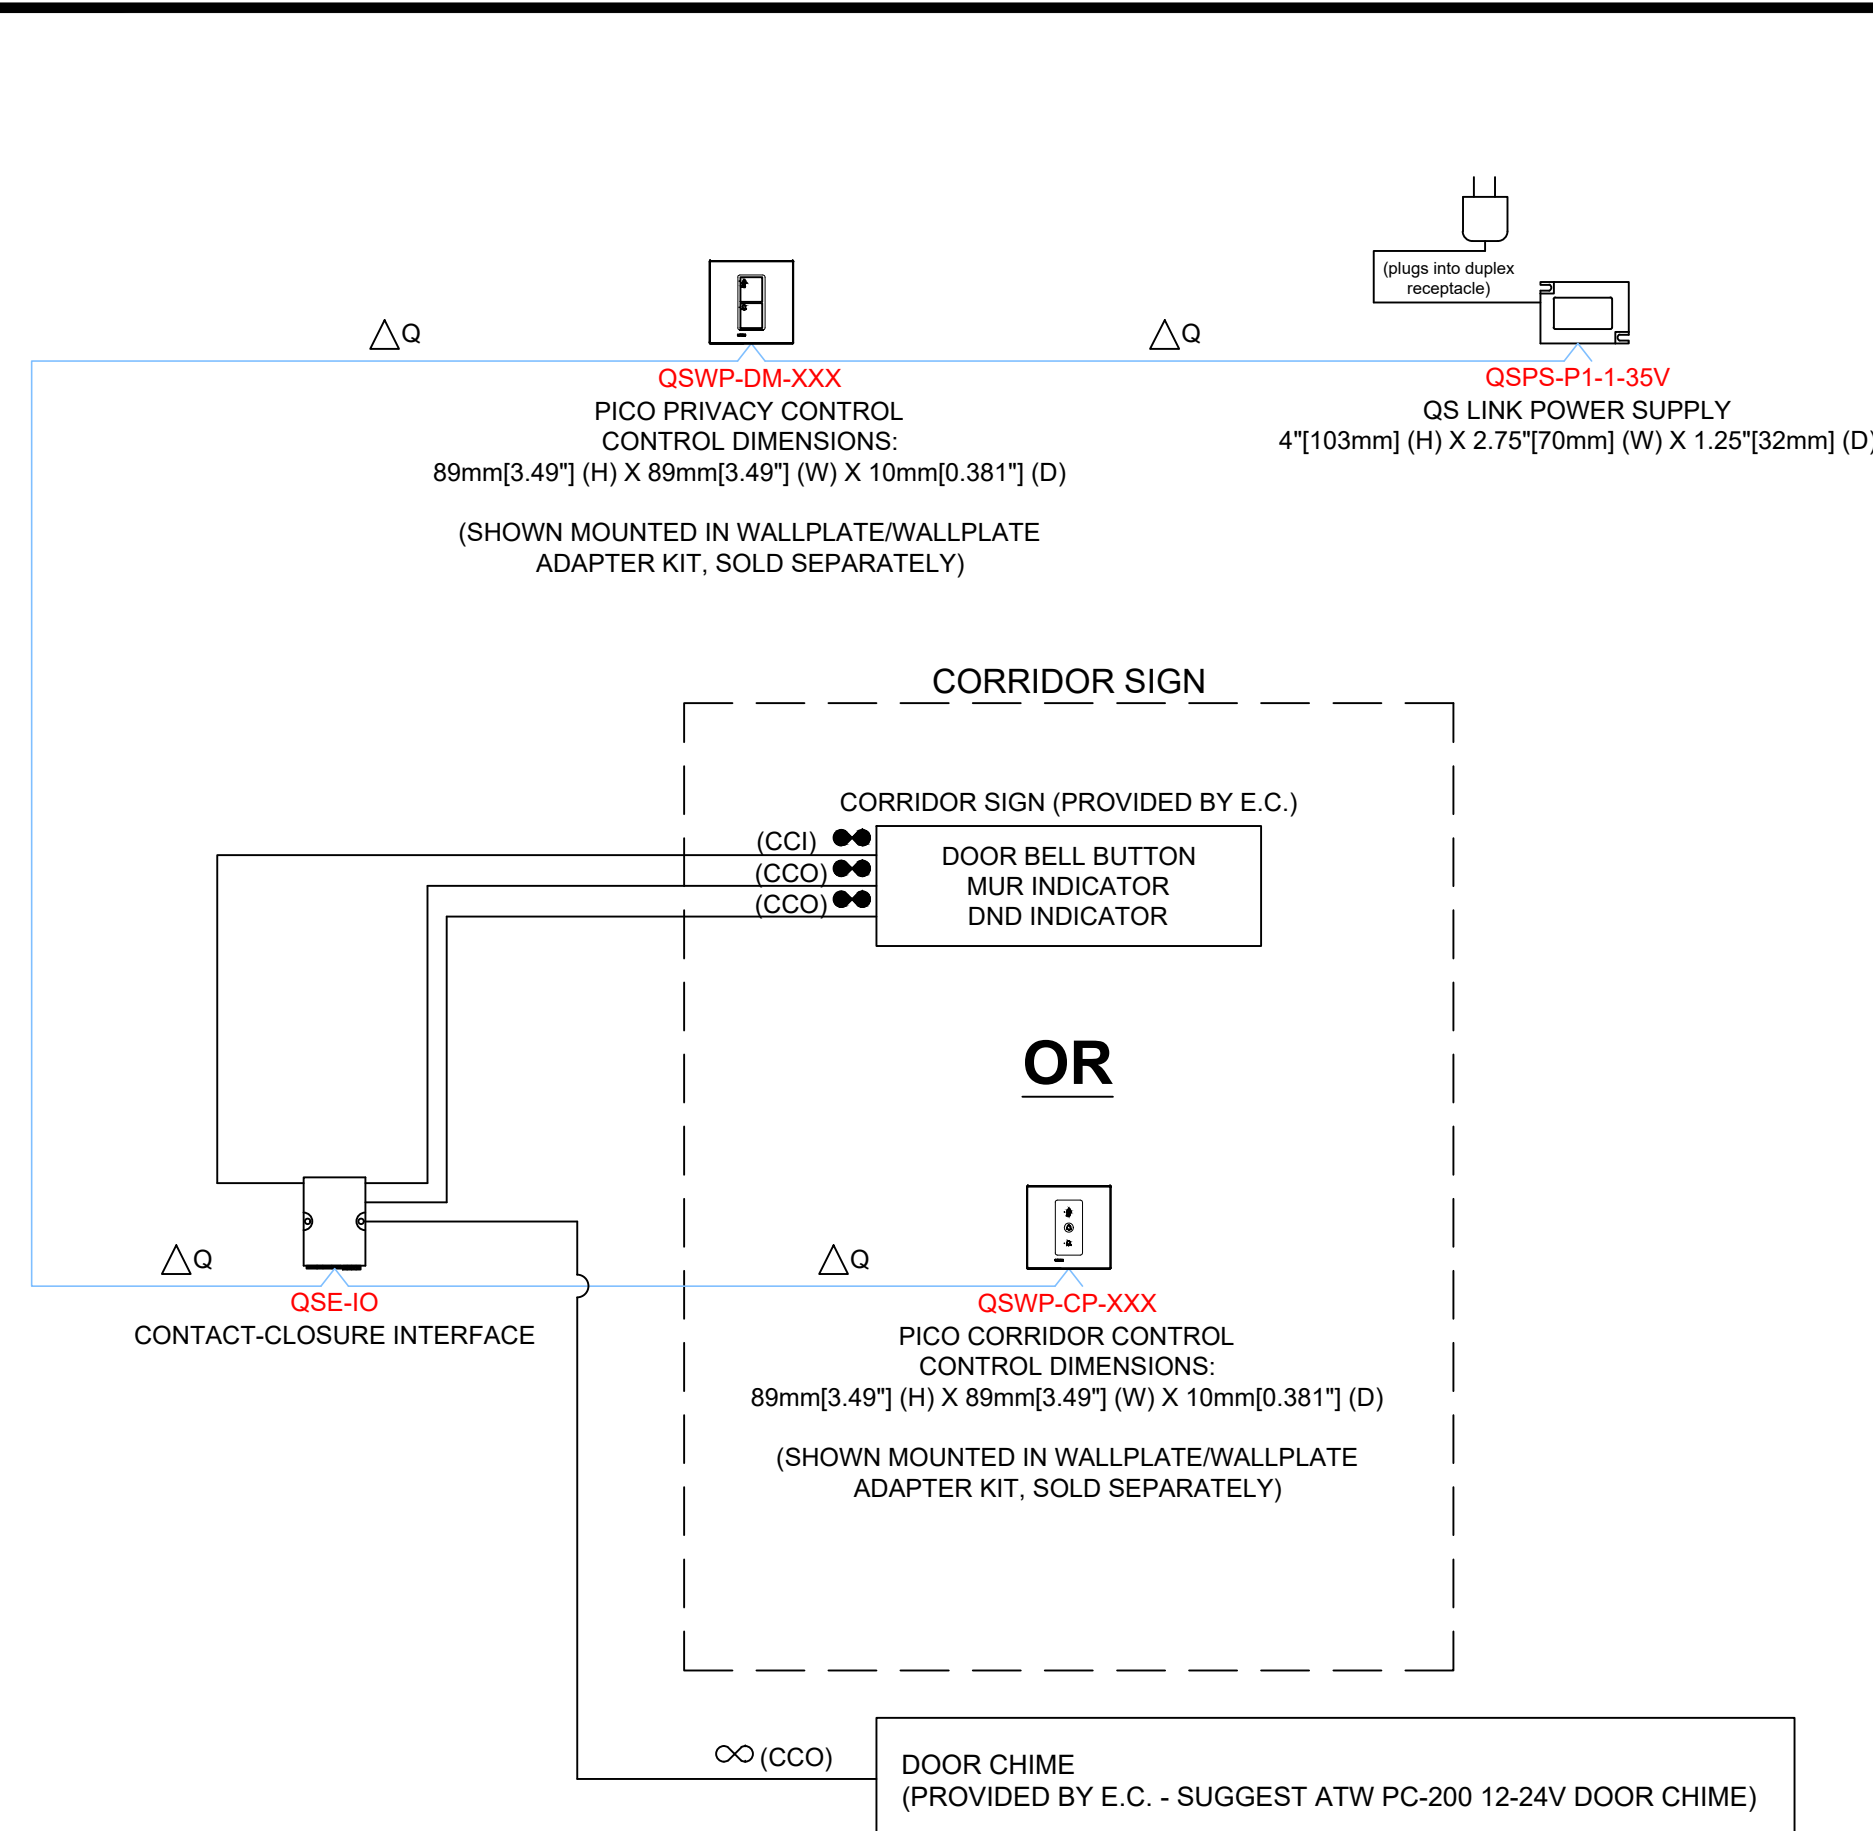 (plugs into duplex
receptacle)
Q
Q
QSWP-DM-XXX
PICO PRIVACY CONTROL
CONTROL DIMENSIONS:
89mm[3.49"] (H) X 89mm[3.49"] (W) X 10mm[0.381"] (D)
(SHOWN MOUNTED IN WALLPLATE/WALLPLATE
ADAPTER KIT, SOLD SEPARATELY)
QSPS-P1-1-35V
QS LINK POWER SUPPLY
4"[103mm] (H) X 2.75"[70mm] (W) X 1.25"[32mm] (D)
CORRIDOR SIGN
CORRIDOR SIGN (PROVIDED BY E.C.)
(CCI)
(CCO)
(CCO)
DOOR BELL BUTTON
MUR INDICATOR
DND INDICATOR
OR
Q
Q
QSE-IO
CONTACT-CLOSURE INTERFACE
QSWP-CP-XXX
PICO CORRIDOR CONTROL
CONTROL DIMENSIONS:
89mm[3.49"] (H) X 89mm[3.49"] (W) X 10mm[0.381"] (D)
(SHOWN MOUNTED IN WALLPLATE/WALLPLATE
ADAPTER KIT, SOLD SEPARATELY)
(CCO)
DOOR CHIME
(PROVIDED BY E.C. - SUGGEST ATW PC-200 12-24V DOOR CHIME)